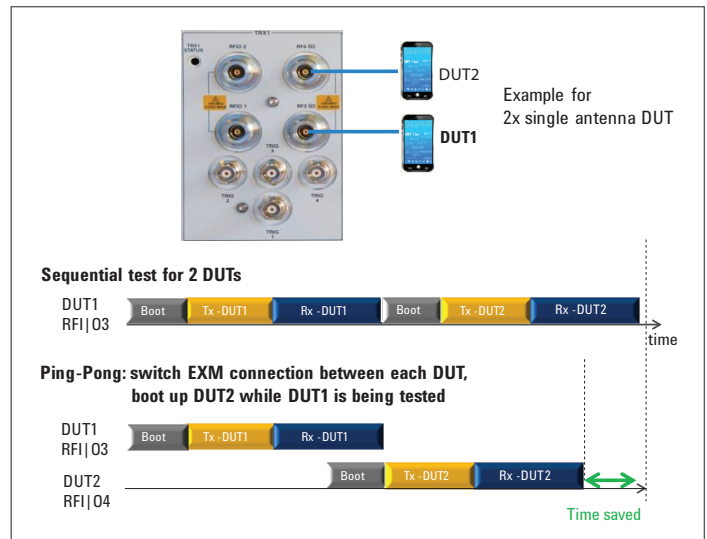 TRX1
TRX1
STATUS
RFIO 2
RF4 IO
DUT2
Example for
2x single antenna DUT
RFIO 1
RF3 IO
DUT1
TRIG
3
TRIG
2
TRIG
4
TRIG
1
Sequential test for 2 DUTs
DUT1
RFI|O3
Boot
Tx -DUT1
Rx -DUT1
Boot
Tx -DUT2
Rx -DUT2
time
Ping-Pong: switch EXM connection between each DUT,
boot up DUT2 while DUT1 is being tested
DUT1
RFI|O3
Boot
Tx -DUT1
Rx -DUT1
DUT2
RFI|O4
Boot
Tx -DUT2
Rx -DUT2
Time saved